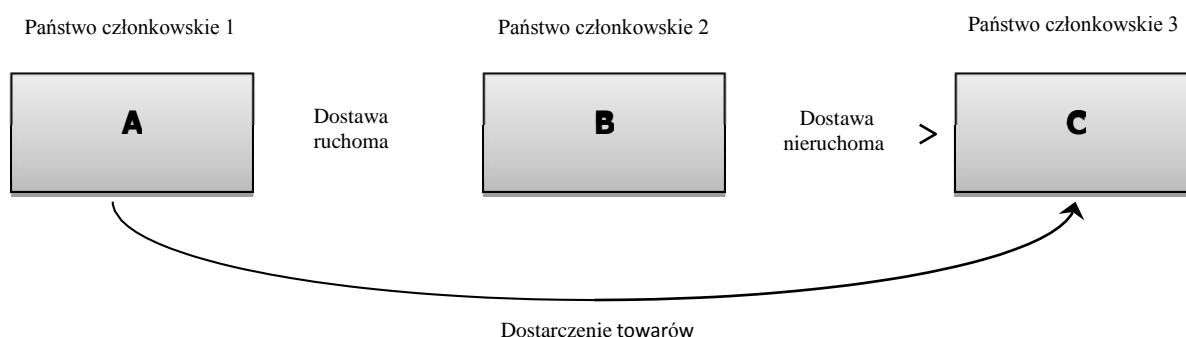 Państwo członkowskie 1
Państwo członkowskie 2
Państwo członkowskie 3
A
Dostawa
ruchoma
B
Dostawa
nieruchoma
>
C
Dostarczenie towarów